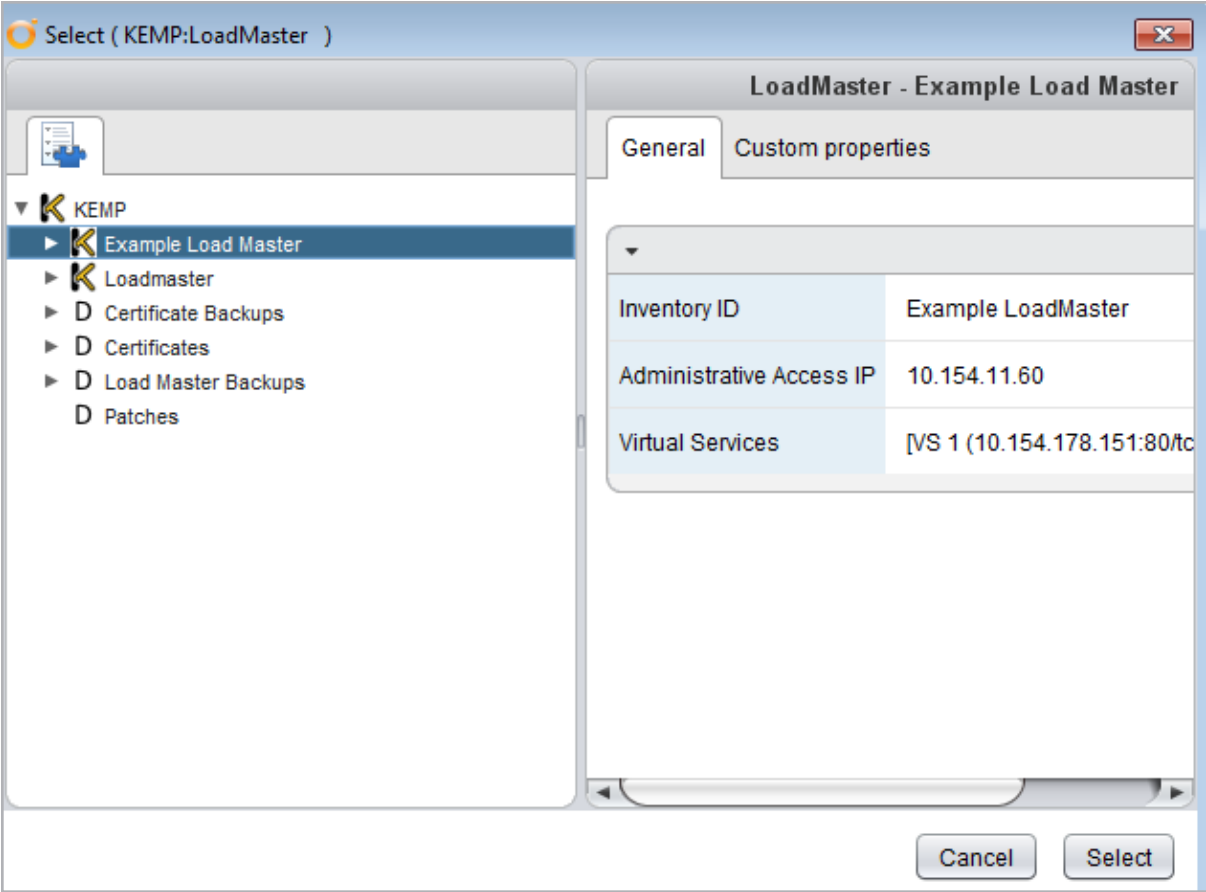 Select ( KEMP:LoadMaster )
LoadMaster - Example Load Master
General
Custom properties
KEMP
Example Load Master
Loadmaster
D Certificate Backups
D Certificates
D Load Master Backups
D Patches
Inventory ID
Example LoadMaster
Administrative Access IP
10.154.11.60
Virtual Services
[VS 1 (10.154.178.151:80/tc
Cancel
Select